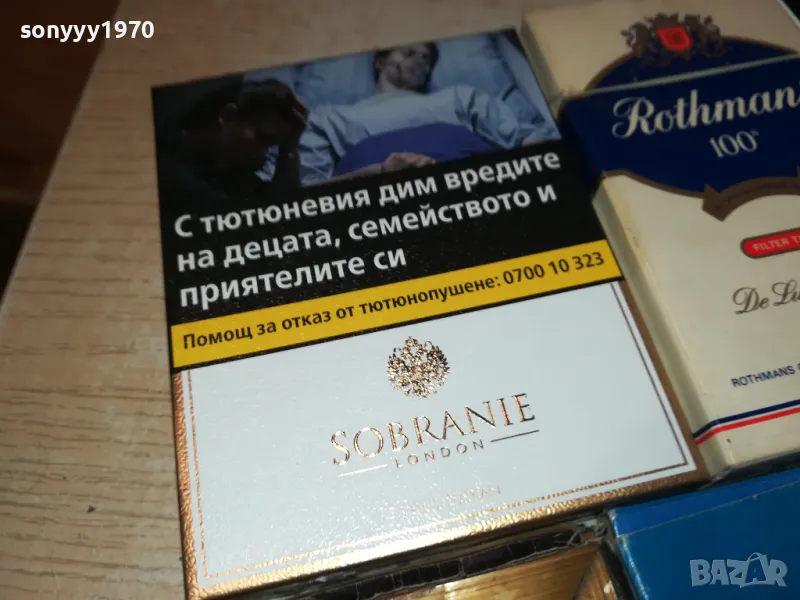 sonyyy1970
С тютюневия дим вредите
на децата, семейството и
приятелите си
Помощ за отказ от тютюнопушене: 0700 10 323
SOBRANIE
LONDON
Rothmans
100's
FILTER
De
ROTHMANS
BAZAR